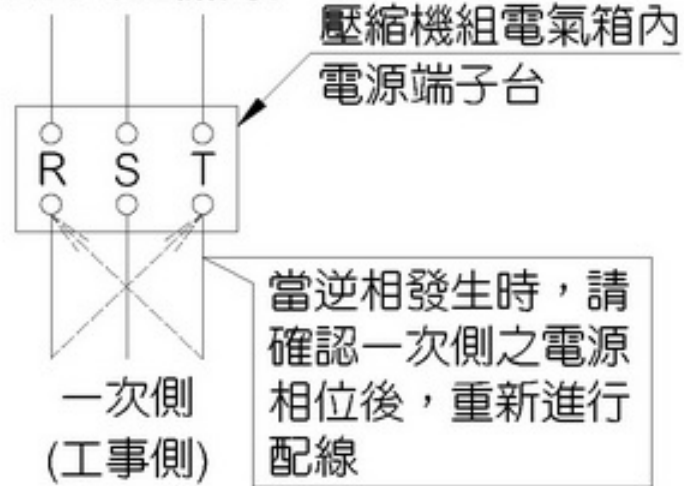 壓縮機組電氣箱內
電源端子台
R S T
當逆相發生時，請
確認一次側之電源
相位後，重新進行
配線
一次側
(工事側)